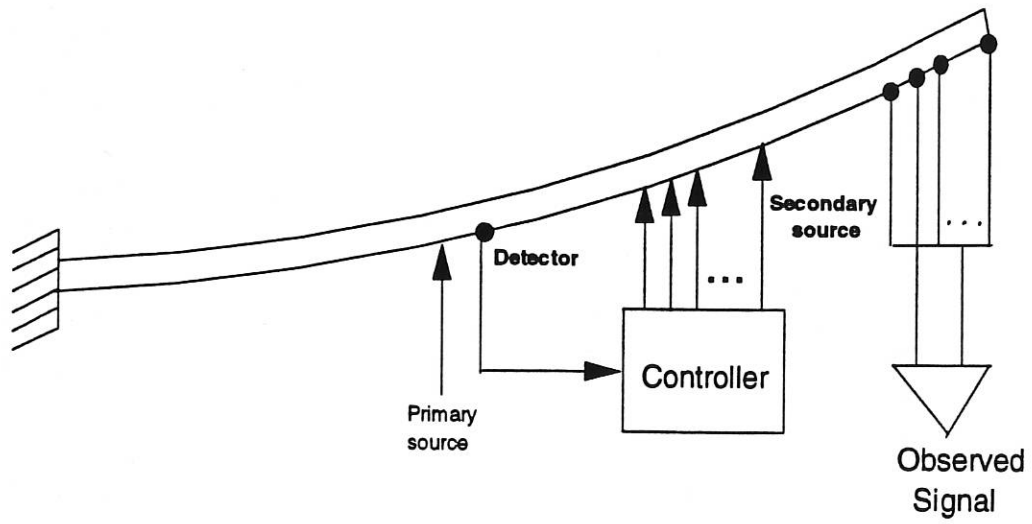 Secondary
source
Detector
Controller
Primary
source
Observed
Signal